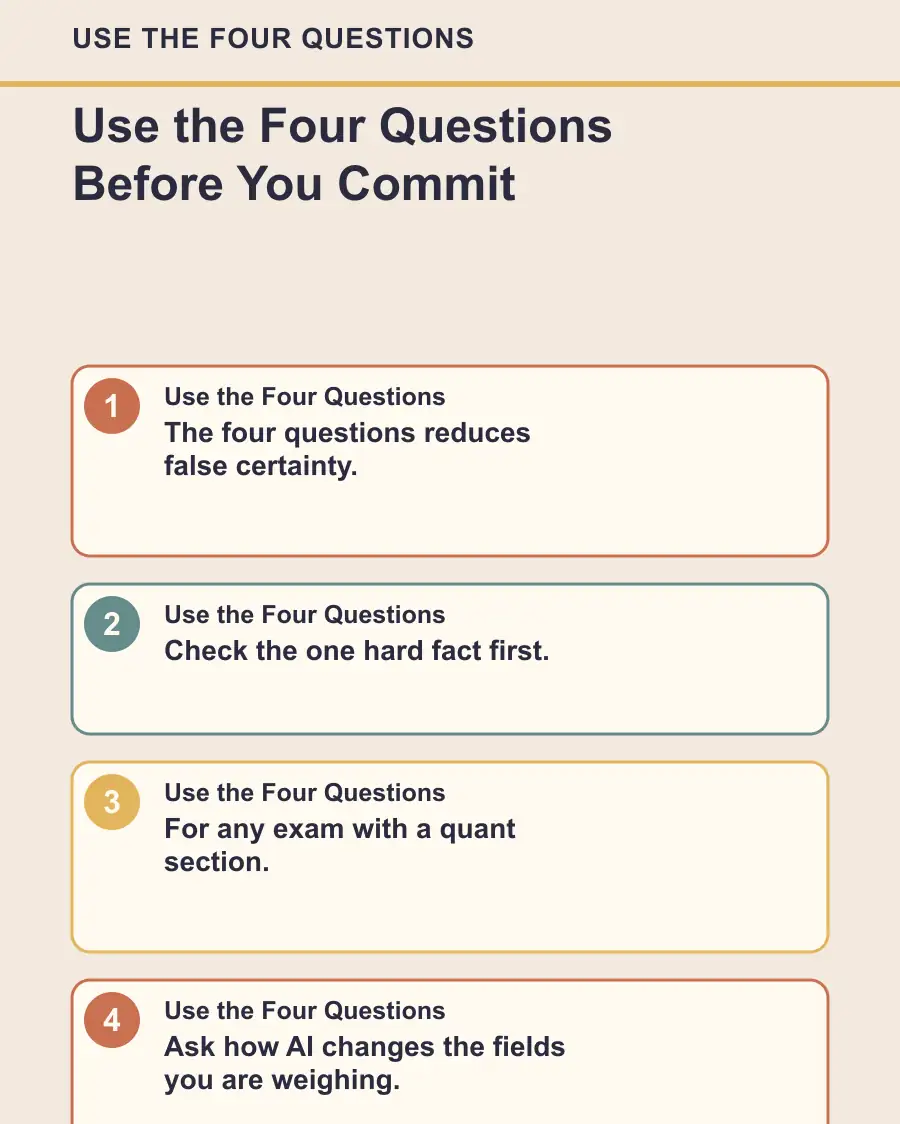 USE THE FOUR QUESTIONS
Use the Four Questions
Before You Commit
1
Use the Four Questions
The four questions reduces
false certainty.
2
Use the Four Questions
Check the one hard fact first.
3
Use the Four Questions
For any exam with a quant
section.
4
Use the Four Questions
Ask how AI changes the fields
you are weighing.